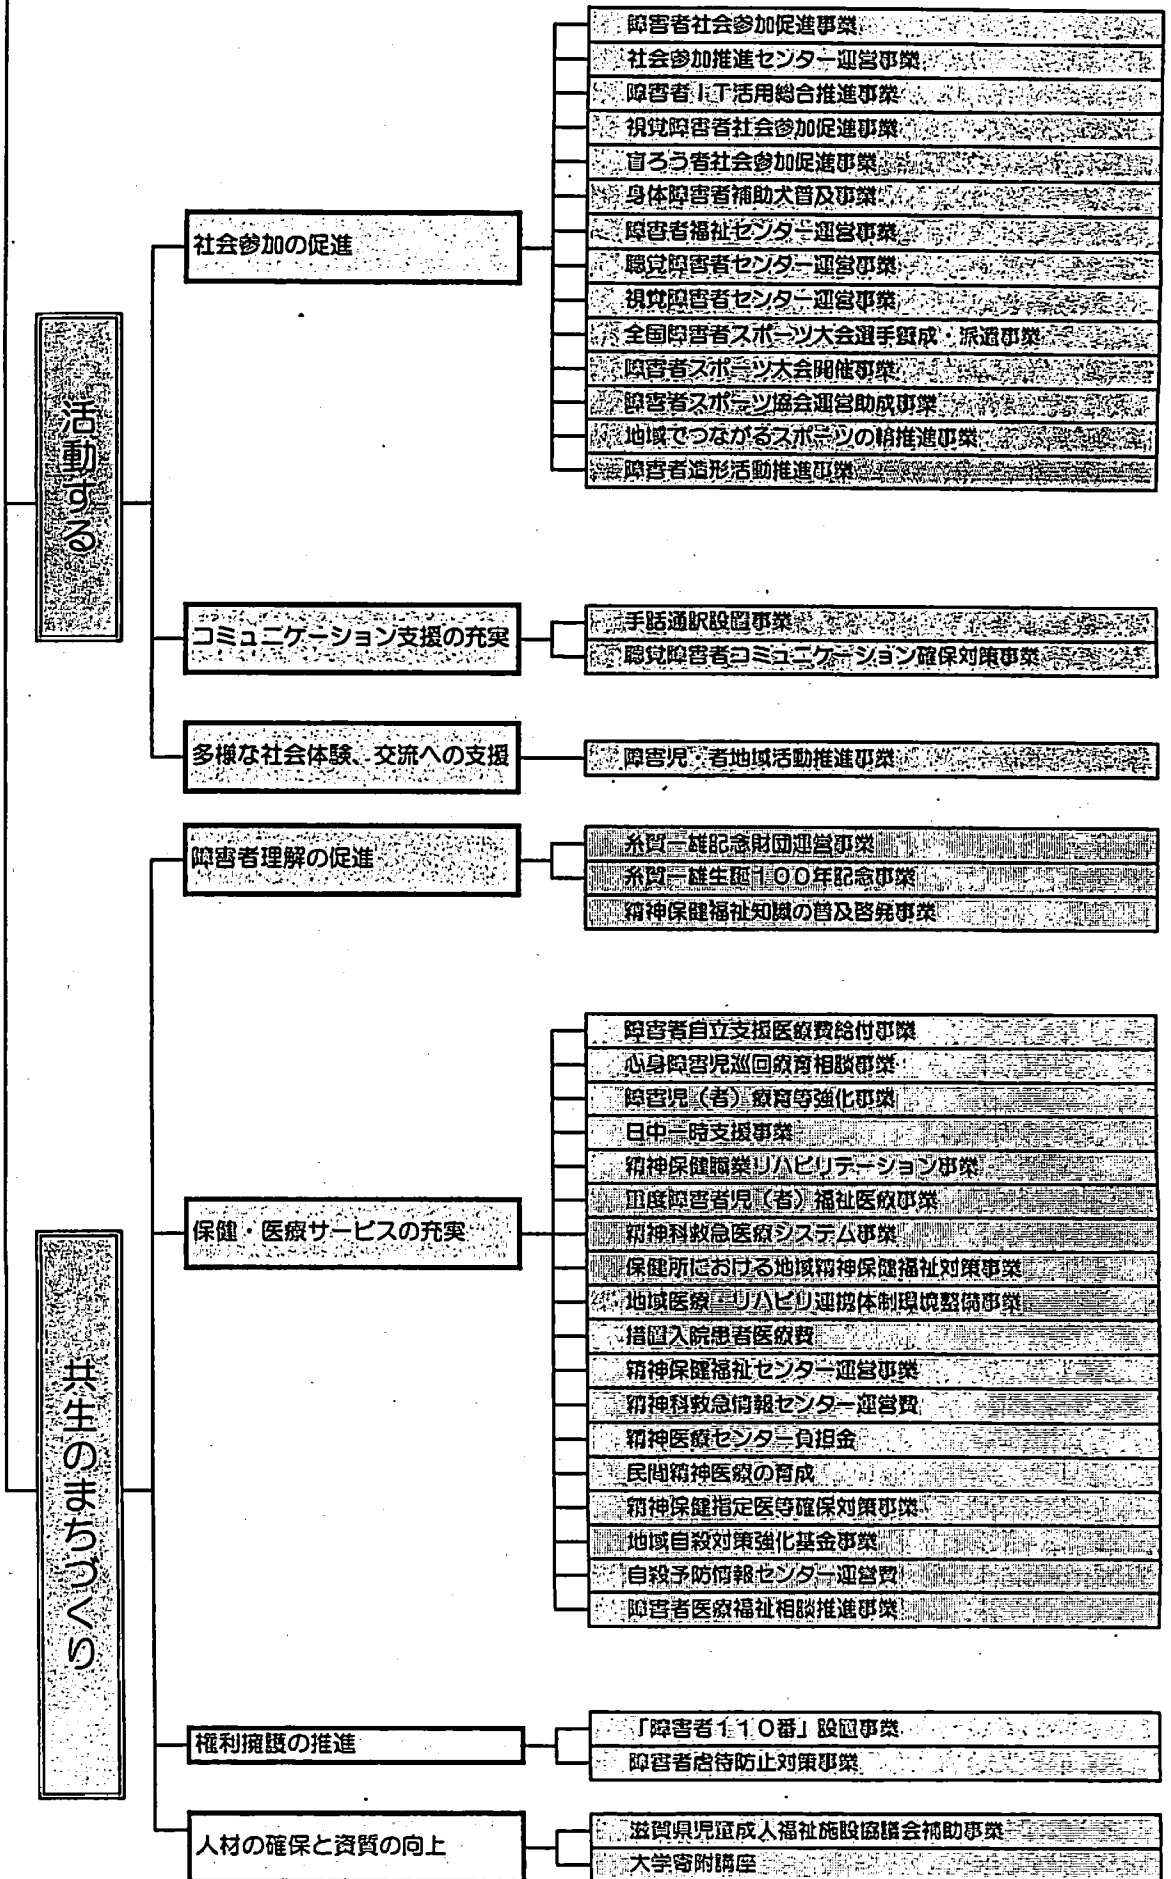 活動する
社会参加の促進
障害者社会参加促進事業
社会参加推進センター運営事業
障害者IT活用総合推進事業
視覚障害者社会参加促進事業
盲ろう者社会参加促進事業
身体障害者補助犬普及事業
障害者福祉センター運営事業
聴覚障害者センター運営事業
視覚障害者センター運営事業
全国障害者スポーツ大会選手養成・派遣事業
障害者スポーツ大会開催事業
障害者スポーツ協会運営助成事業
地域でつながるスポーツの輪推進事業
障害者造形活動推進事業
コミュニケーション支援の充実
手話通訳設置事業
聴覚障害者コミュニケーション確保対策事業
多様な社会体験、交流への支援
障害児・者地域活動推進事業
共生のまちづくり
障害者理解の促進
糸賀一雄記念財団運営事業
糸賀一雄生誕100年記念事業
精神保健福祉知識の普及啓発事業
保健・医療サービスの充実
障害者自立支援医療費給付事業
心身障害児巡回療育相談事業
障害児（者）療育等強化事業
日中一時支援事業
精神保健職業リハビリテーション事業
重度障害者児（者）福祉医療事業
精神科救急医療システム事業
保健所における地域精神保健福祉対策事業
地域医療・リハビリ連携体制環境整備事業
措置入院患者医療費
精神保健福祉センター運営事業
精神科救急情報センター運営費
精神医療センター負担金
民間精神医療の育成
精神保健指定医等確保対策事業
地域自殺対策強化基金事業
自殺予防情報センター運営費
障害者医療福祉相談推進事業
権利擁護の推進
「障害者110番」設置事業
障害者虐待防止対策事業
人材の確保と資質の向上
滋賀県児童成人福祉施設協議会補助事業
大学寄附講座